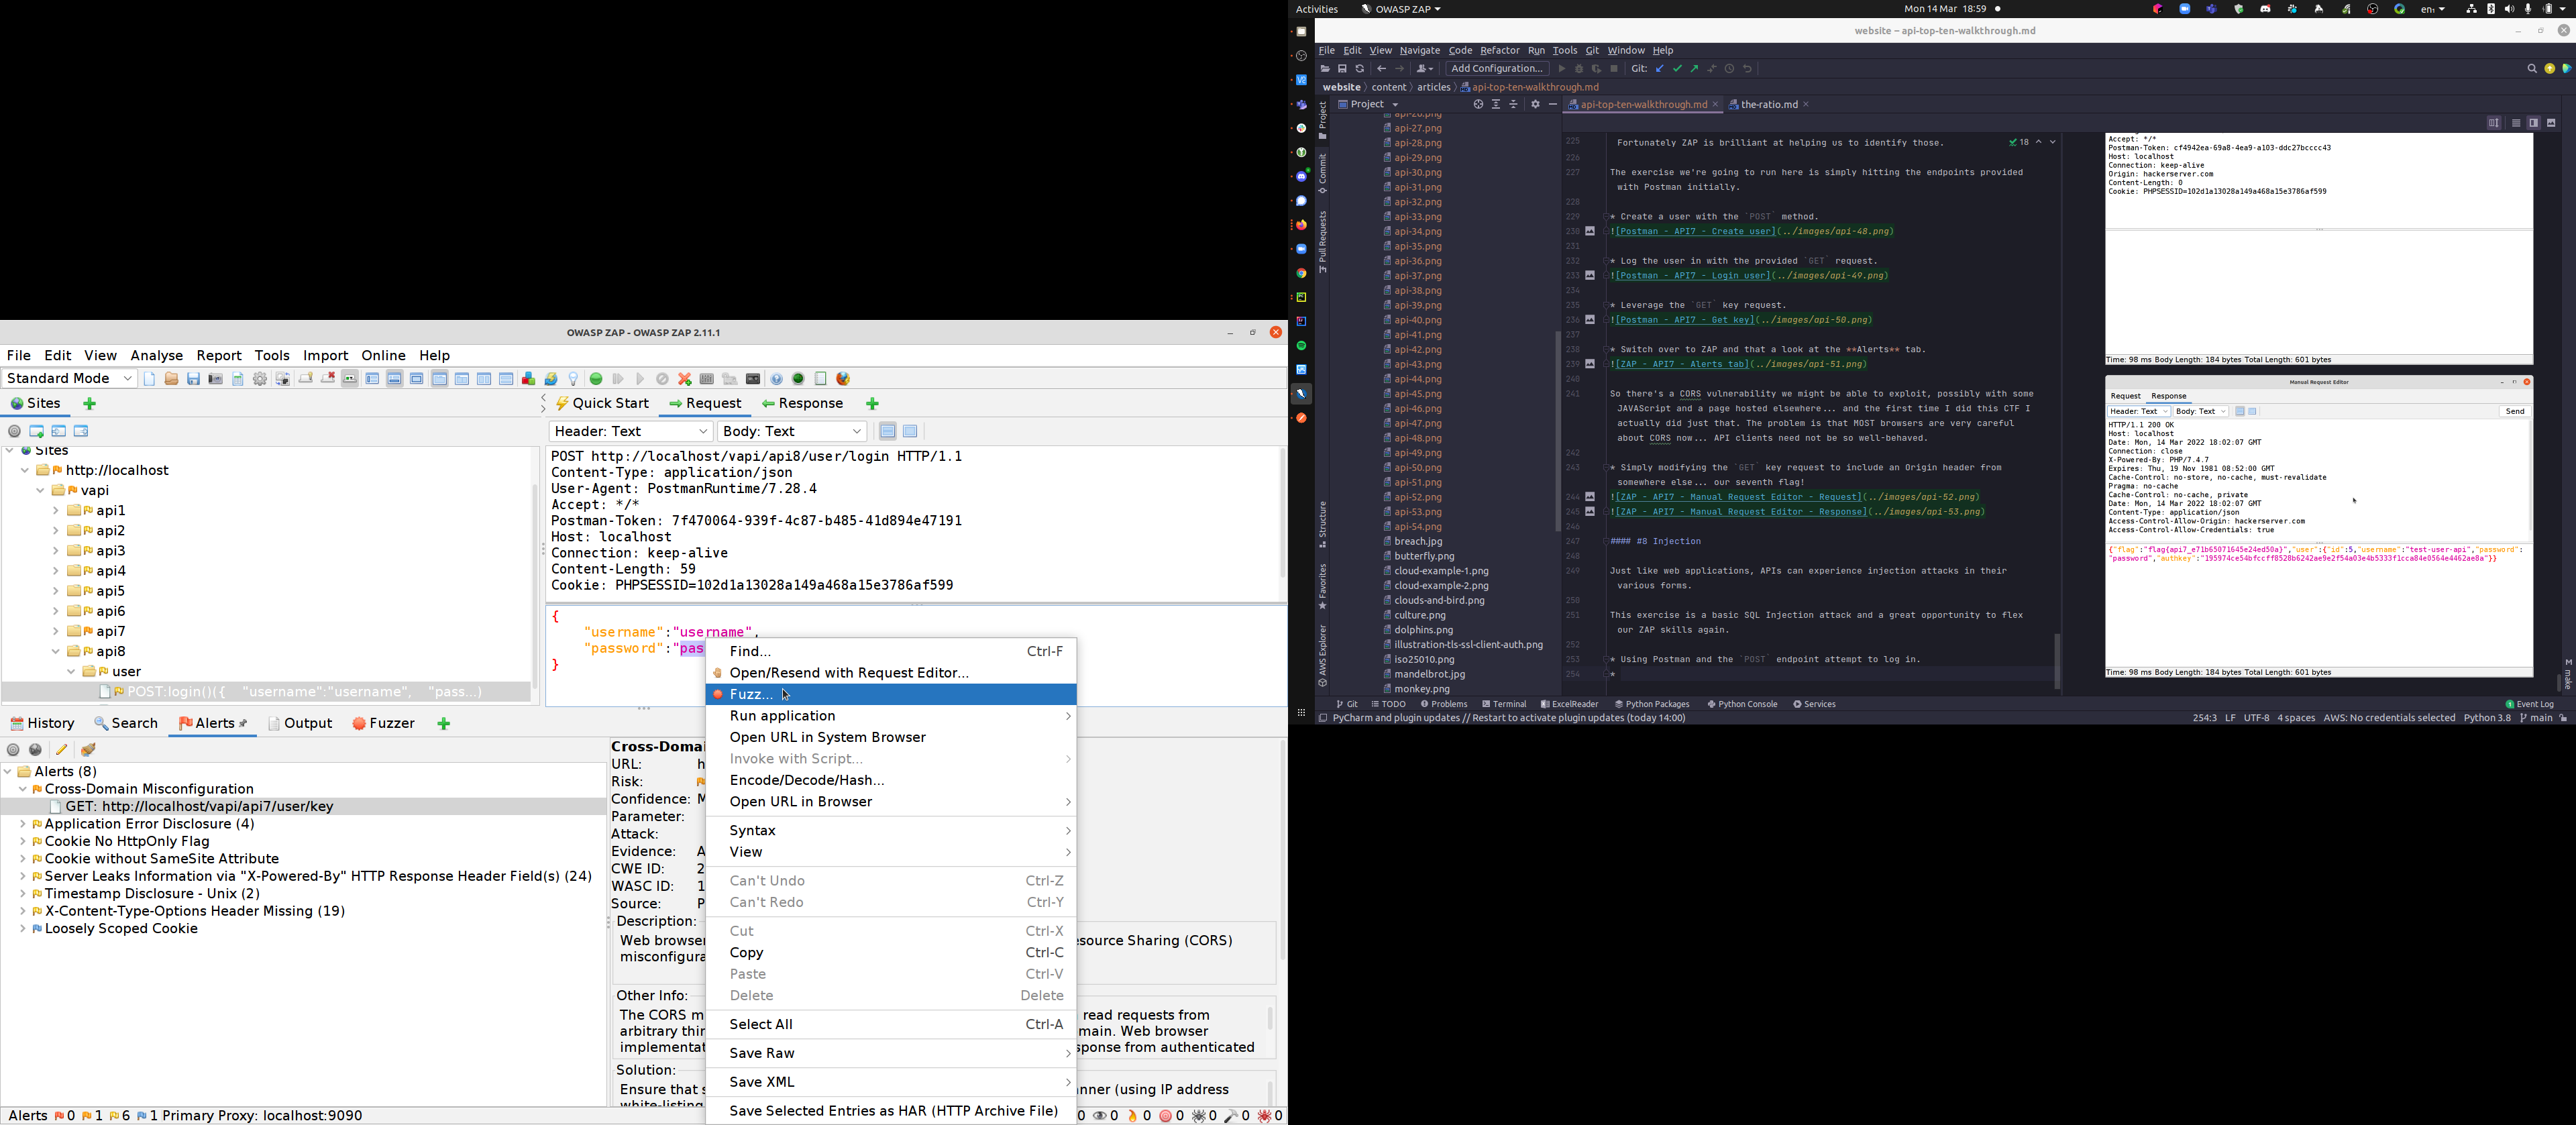 OWASP ZAP - OWASP ZAP 2.11.1
File Edit View Analyse Report Tools Import Online Help
Standard Mode
Sites
Quick Start
Request
Response
Header: Text
Body: Text
Sites
http://localhost
vapi
api1
api2
api3
api4
api5
api6
api7
api8
user
POST:login()({ "username":"username", "pass...)
POST http://localhost/vapi/api8/user/login HTTP/1.1
Content-Type: application/json
User-Agent: PostmanRuntime/7.28.4
Accept: */*
Postman-Token: 7f470064-939f-4c87-b485-41d894e47191
Host: localhost
Connection: keep-alive
Content-Length: 59
Cookie: PHPSESSID=102d1a13028a149a468a15e3786af599
{
"username":"username",
"password":"pas
}
Find... Ctrl-F
Open/Resend with Request Editor...
Fuzz...
Run application
Open URL in System Browser
Invoke with Script...
Encode/Decode/Hash...
Open URL in Browser
Syntax
View
Can't Undo Ctrl-Z
Can't Redo Ctrl-Y
Cut Ctrl-X
Copy Ctrl-C
Paste Ctrl-V
Delete Delete
Select All Ctrl-A
Save Raw
Save XML
Save Selected Entries as HAR (HTTP Archive File)
History Search Alerts Output Fuzzer
Alerts (8)
Cross-Domain Misconfiguration
GET: http://localhost/vapi/api7/user/key
Application Error Disclosure (4)
Cookie No HttpOnly Flag
Cookie without SameSite Attribute
Server Leaks Information via "X-Powered-By" HTTP Response Header Field(s) (24)
Timestamp Disclosure - Unix (2)
X-Content-Type-Options Header Missing (19)
Loosely Scoped Cookie
Cross-Domai
URL: h
Risk:
Confidence: M
Parameter:
Attack:
Evidence: A
CWE ID: 2
WASC ID: 1
Source: P
Description:
Web browser esource Sharing (CORS)
misconfigura
Other Info:
The CORS m read requests from
arbitrary thir main. Web browser
implementat sponse from authenticated
Solution:
Ensure that s nner (using IP address
white-listing
Alerts 0 1 6 1 Primary Proxy: localhost:9090
0 0 0 0 0 0 0
Activities OWASP ZAP Mon 14 Mar 18:59 en₁
website – api-top-ten-walkthrough.md
File Edit View Navigate Code Refactor Run Tools Git Window Help
Add Configuration... Git:
website content articles api-top-ten-walkthrough.md
Project
api-top-ten-walkthrough.md the-ratio.md
Project
Commit
Pull Requests
Structure
Favorites
AWS Explorer
api-26.png
api-27.png
api-28.png
api-29.png
api-30.png
api-31.png
api-32.png
api-33.png
api-34.png
api-35.png
api-36.png
api-37.png
api-38.png
api-39.png
api-40.png
api-41.png
api-42.png
api-43.png
api-44.png
api-45.png
api-46.png
api-47.png
api-48.png
api-49.png
api-50.png
api-51.png
api-52.png
api-53.png
api-54.png
breach.jpg
butterfly.png
cloud-example-1.png
cloud-example-2.png
clouds-and-bird.png
culture.png
dolphins.png
illustration-tls-ssl-client-auth.png
iso25010.png
mandelbrot.jpg
monkey.png
18
225 Fortunately ZAP is brilliant at helping us to identify those.
226
227 The exercise we're going to run here is simply hitting the endpoints provided
with Postman initially.
228
229 * Create a user with the `POST` method.
230 ![Postman - API7 - Create user](../images/api-48.png)
231
232 * Log the user in with the provided `GET` request.
233 ![Postman - API7 - Login user](../images/api-49.png)
234
235 * Leverage the `GET` key request.
236 ![Postman - API7 - Get key](../images/api-50.png)
237
238 * Switch over to ZAP and that a look at the **Alerts** tab.
239 ![ZAP - API7 - Alerts tab](../images/api-51.png)
240
241 So there's a CORS vulnerability we might be able to exploit, possibly with some
JAVAScript and a page hosted elsewhere... and the first time I did this CTF I
actually did just that. The problem is that MOST browsers are very careful
about CORS now... API clients need not be so well-behaved.
242
243 * Simply modifying the `GET` key request to include an Origin header from
somewhere else... our seventh flag!
244 ![ZAP - API7 - Manual Request Editor - Request](../images/api-52.png)
245 ![ZAP - API7 - Manual Request Editor - Response](../images/api-53.png)
246
247 #### #8 Injection
248
249 Just like web applications, APIs can experience injection attacks in their
various forms.
250
251 This exercise is a basic SQL Injection attack and a great opportunity to flex
our ZAP skills again.
252
253 * Using Postman and the `POST` endpoint attempt to log in.
254 *
Accept: */*
Postman-Token: cf4942ea-69a8-4ea9-a103-ddc27bcccc43
Host: localhost
Connection: keep-alive
Origin: hackerserver.com
Content-Length: 0
Cookie: PHPSESSID=102d1a13028a149a468a15e3786af599
Time: 98 ms Body Length: 184 bytes Total Length: 601 bytes
Manual Request Editor
Request Response
Header: Text Body: Text Send
HTTP/1.1 200 OK
Host: localhost
Date: Mon, 14 Mar 2022 18:02:07 GMT
Connection: close
X-Powered-By: PHP/7.4.7
Expires: Thu, 19 Nov 1981 08:52:00 GMT
Cache-Control: no-store, no-cache, must-revalidate
Pragma: no-cache
Cache-Control: no-cache, private
Date: Mon, 14 Mar 2022 18:02:07 GMT
Content-Type: application/json
Access-Control-Allow-Origin: hackerserver.com
Access-Control-Allow-Credentials: true
{"flag":"flag{api7_e71b65071645e24ed50a}","user":{"id":5,"username":"test-user-api","password":
"password","authkey":"195974ce54bfccff8528b6242ae9e2f54a03e4b5333f1cca84e0564e4462ae8a"}}
Time: 98 ms Body Length: 184 bytes Total Length: 601 bytes
make
Git TODO Problems Terminal ExcelReader Python Packages Python Console Services 1 Event Log
PyCharm and plugin updates // Restart to activate plugin updates (today 14:00)
254:3 LF UTF-8 4 spaces AWS: No credentials selected Python 3.8 main